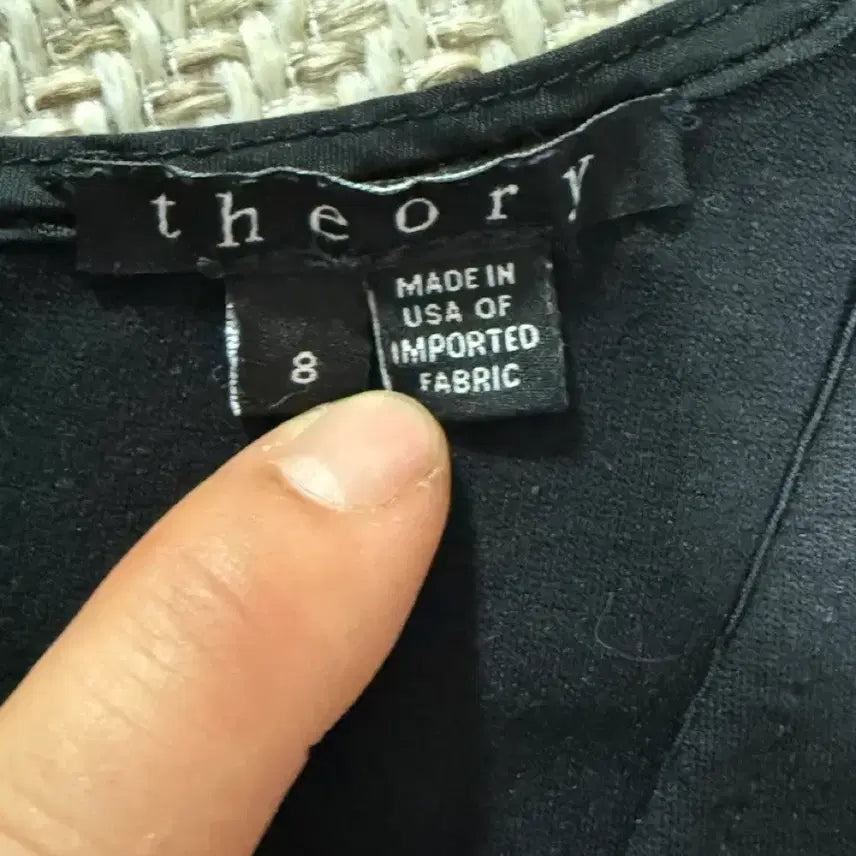 theory
8
MADE IN
USA OF
IMPORTED
FABRIC